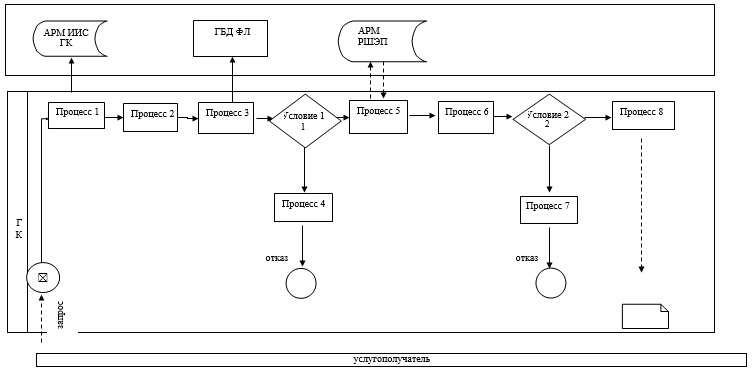 АРМ ИИС
ГК
ГБД ФЛ
АРМ
РШЭП
Процесс 1
Процесс 2
Процесс 3
Условие 1
1
Процесс 5
Процесс 6
Условие 2
2
Процесс 8
Г
К
Процесс 4
Процесс 7
отказ
отказ
запрос
услугополучатель